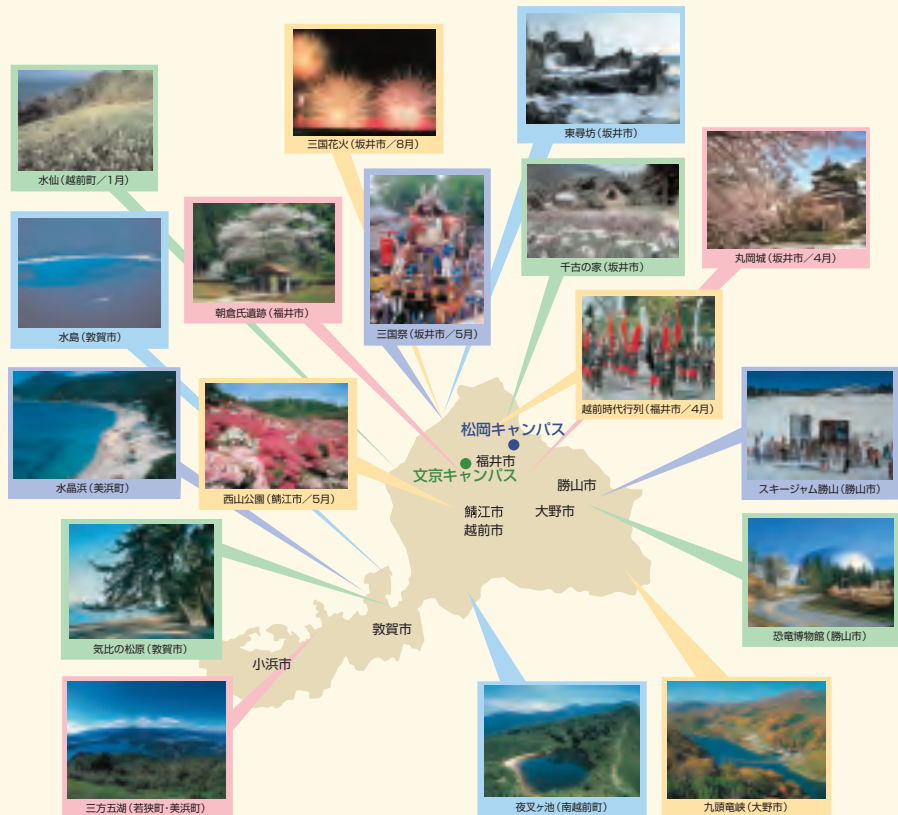 三国花火(坂井市／8月)
東尋坊(坂井市)
水仙(越前町／1月)
丸岡城(坂井市／4月)
千古の家(坂井市)
朝倉氏遺跡(福井市)
三国祭(坂井市／5月)
水島(敦賀市)
越前時代行列(福井市／4月)
松岡キャンパス
福井市
文京キャンパス
水晶浜(美浜町)
西山公園(鯖江市／5月)
スキージャム勝山(勝山市)
勝山市
鯖江市
大野市
越前市
敦賀市
恐竜博物館(勝山市)
気比の松原(敦賀市)
小浜市
三方五湖(若狭町・美浜町)
夜叉ヶ池(南越前町)
九頭竜峡(大野市)